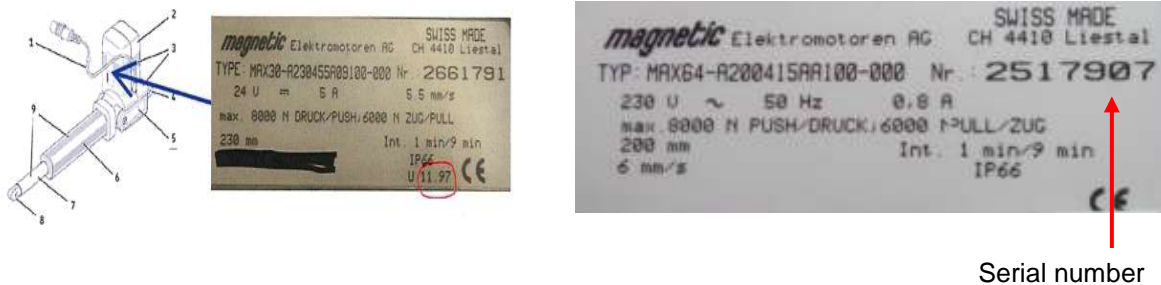 1
2
3
4
5
6
7
8
9
magnetic Elektromotoren AG SWISS MADE
CH 4410 Liestal
TYPE: MAX30-A230455A09100-000 Nr. 2661791
24 V 5 A 5.5 mm/s
max. 8000 N DRUCK/PUSH;6000 N ZUG/PULL
230 mm Int. 1 min/9 min
IP66
U 11.97 CE
magnetic Elektromotoren AG SWISS MADE
CH 4410 Liestal
TYP: MAX64-A200415AA100-000 Nr.: 2517907
230 V ~ 50 Hz 0,8 A
max. 8000 N PUSH/DRUCK;6000 N PULL/ZUG
200 mm Int. 1 min/9 min
6 mm/s IP66
CE
Serial number